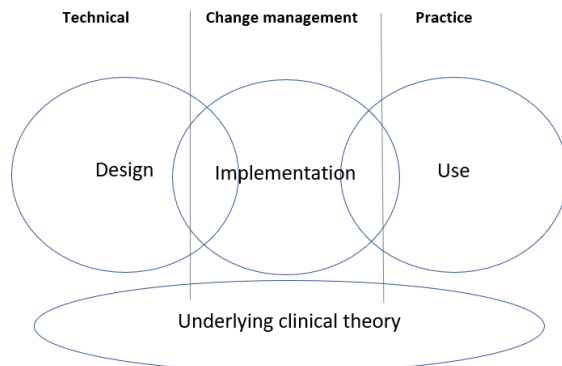 Technical
Change management
Practice
Design
Implementation
Use
Underlying clinical theory